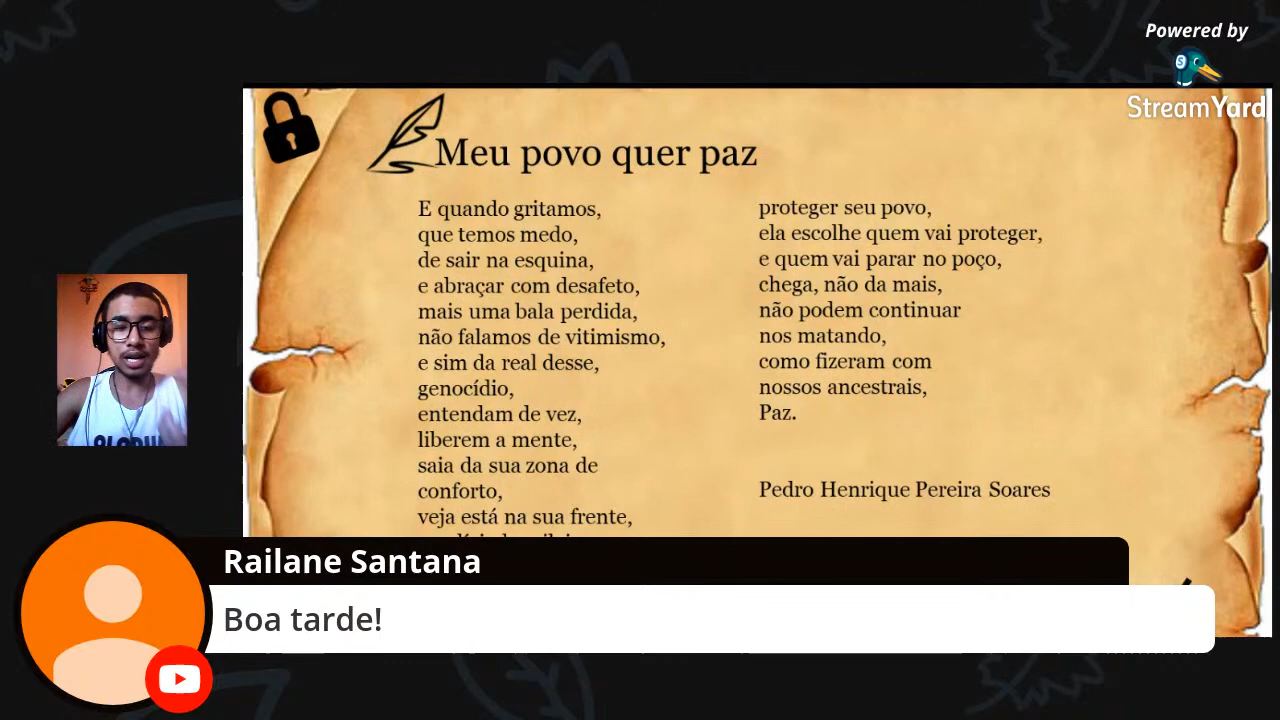 Powered by
StreamYard
Meu povo quer paz
E quando gritamos,
que temos medo,
de sair na esquina,
e abraçar com desafeto,
mais uma bala perdida,
não falamos de vitimismo,
e sim da real desse,
genocídio,
entendam de vez,
liberem a mente,
saia da sua zona de
conforto,
veja está na sua frente,
proteger seu povo,
ela escolhe quem vai proteger,
e quem vai parar no poço,
chega, não da mais,
não podem continuar
nos matando,
como fizeram com
nossos ancestrais,
Paz.
Pedro Henrique Pereira Soares
Railane Santana
Boa tarde!